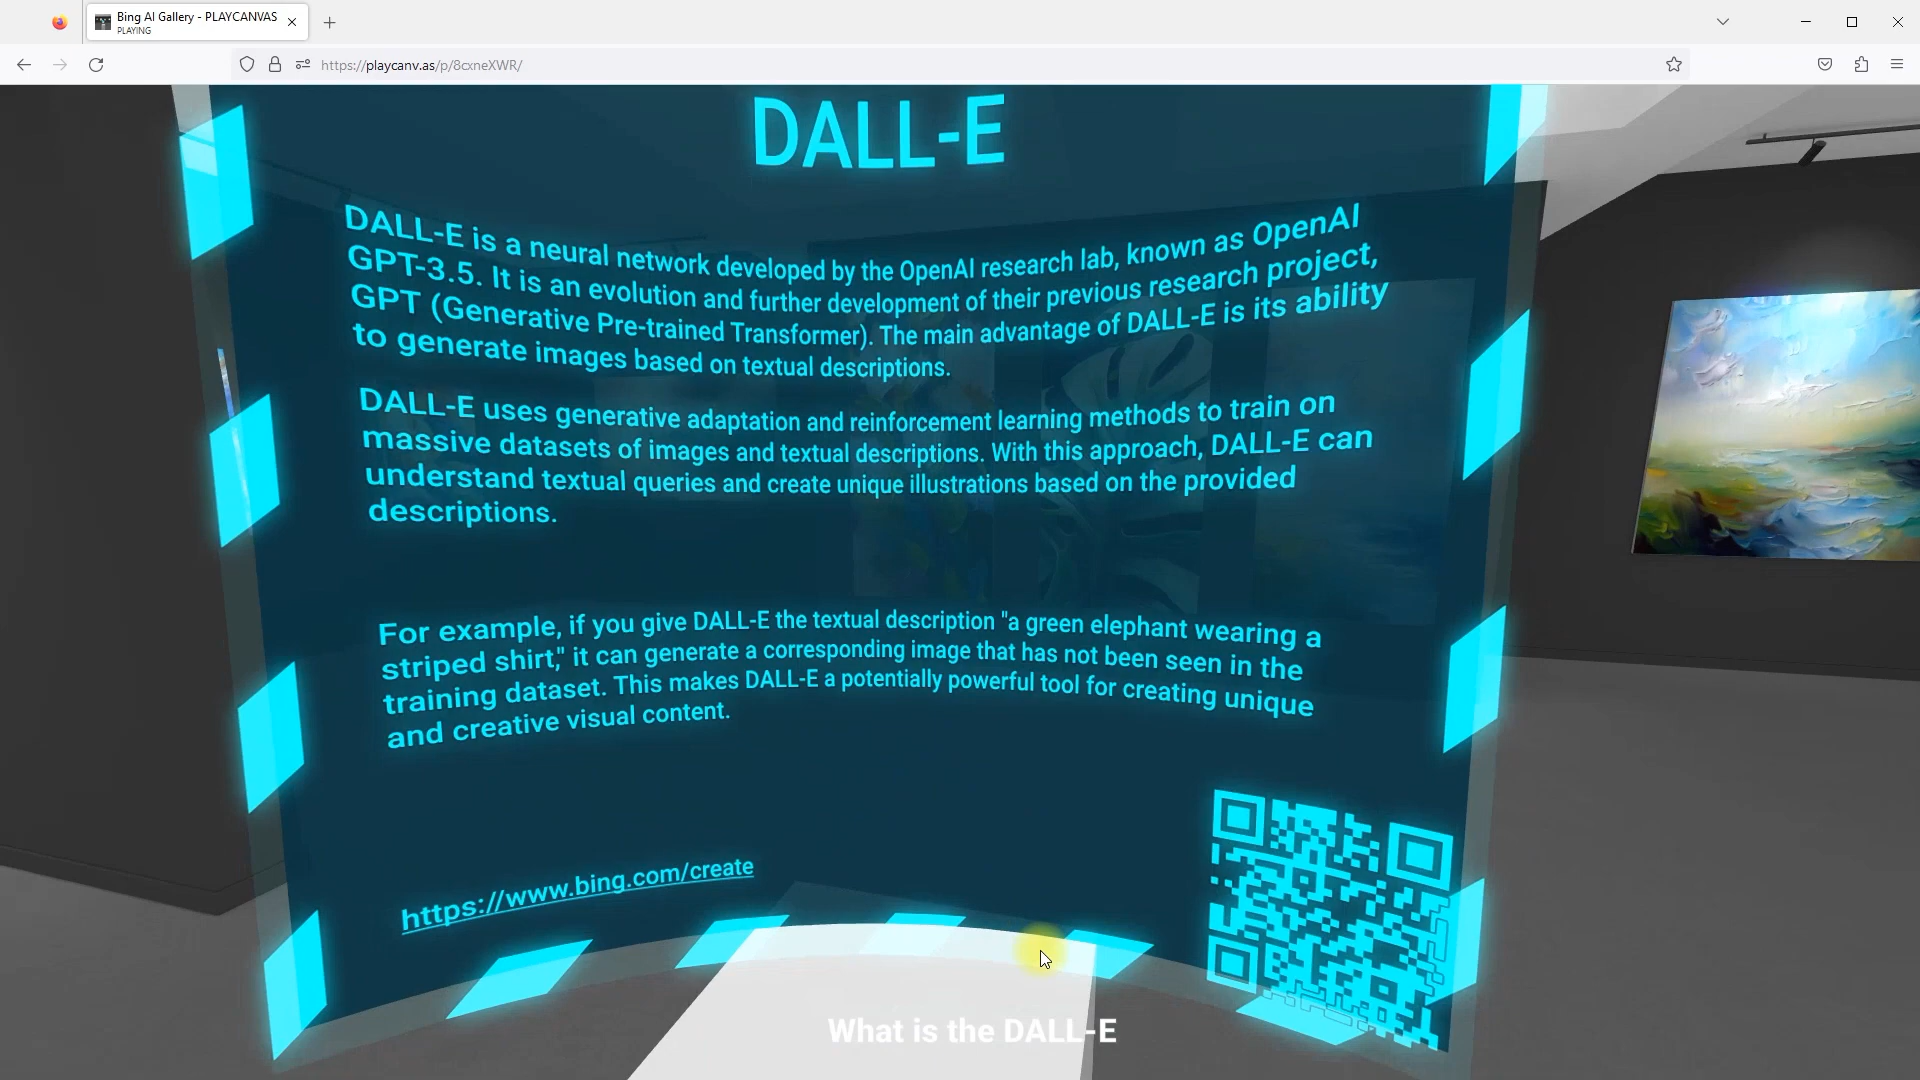 Bing AI Gallery - PLAYCANVAS
PLAYING
https://playcanv.as/p/8cxneXWR/
DALL-E
DALL-E is a neural network developed by the OpenAI research lab, known as OpenAI
GPT-3.5. It is an evolution and further development of their previous research project,
GPT (Generative Pre-trained Transformer). The main advantage of DALL-E is its ability
to generate images based on textual descriptions.
DALL-E uses generative adaptation and reinforcement learning methods to train on
massive datasets of images and textual descriptions. With this approach, DALL-E can
understand textual queries and create unique illustrations based on the provided
descriptions.
For example, if you give DALL-E the textual description "a green elephant wearing a
striped shirt," it can generate a corresponding image that has not been seen in the
training dataset. This makes DALL-E a potentially powerful tool for creating unique
and creative visual content.
https://www.bing.com/create
What is the DALL-E